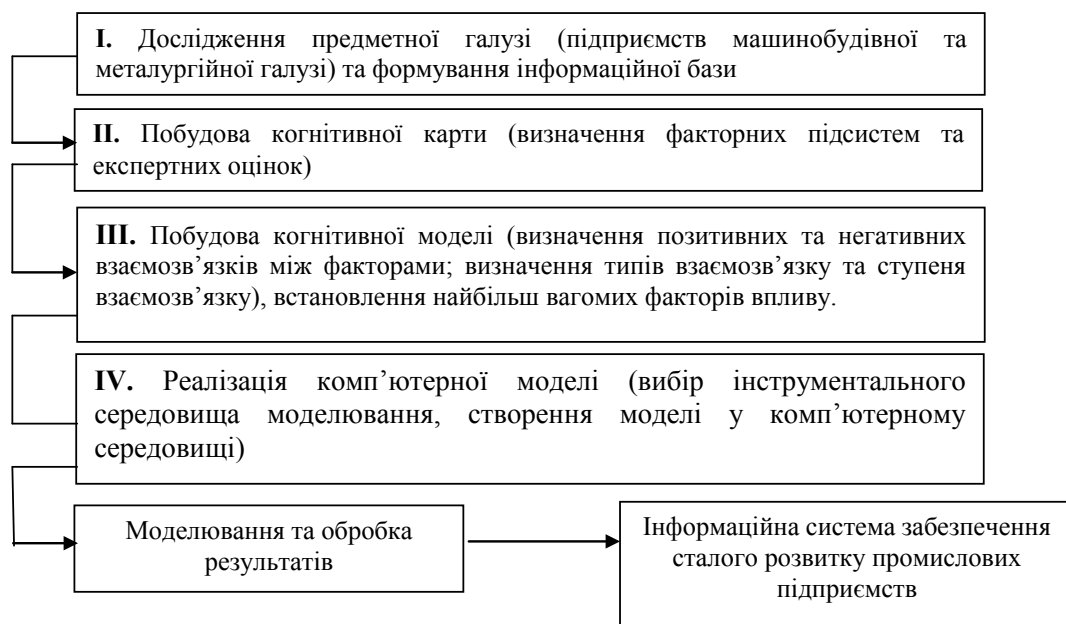 I. Дослідження предметної галузі (підприємств машинобудівної та
металургійної галузі) та формування інформаційної бази
II. Побудова когнітивної карти (визначення факторних підсистем та
експертних оцінок)
III. Побудова когнітивної моделі (визначення позитивних та негативних
взаємозв’язків між факторами; визначення типів взаємозв’язку та ступеня
взаємозв’язку), встановлення найбільш вагомих факторів впливу.
IV. Реалізація комп’ютерної моделі (вибір інструментального
середовища моделювання, створення моделі у комп’ютерному
середовищі)
Моделювання та обробка
результатів
Інформаційна система забезпечення
сталого розвитку промислових
підприємств